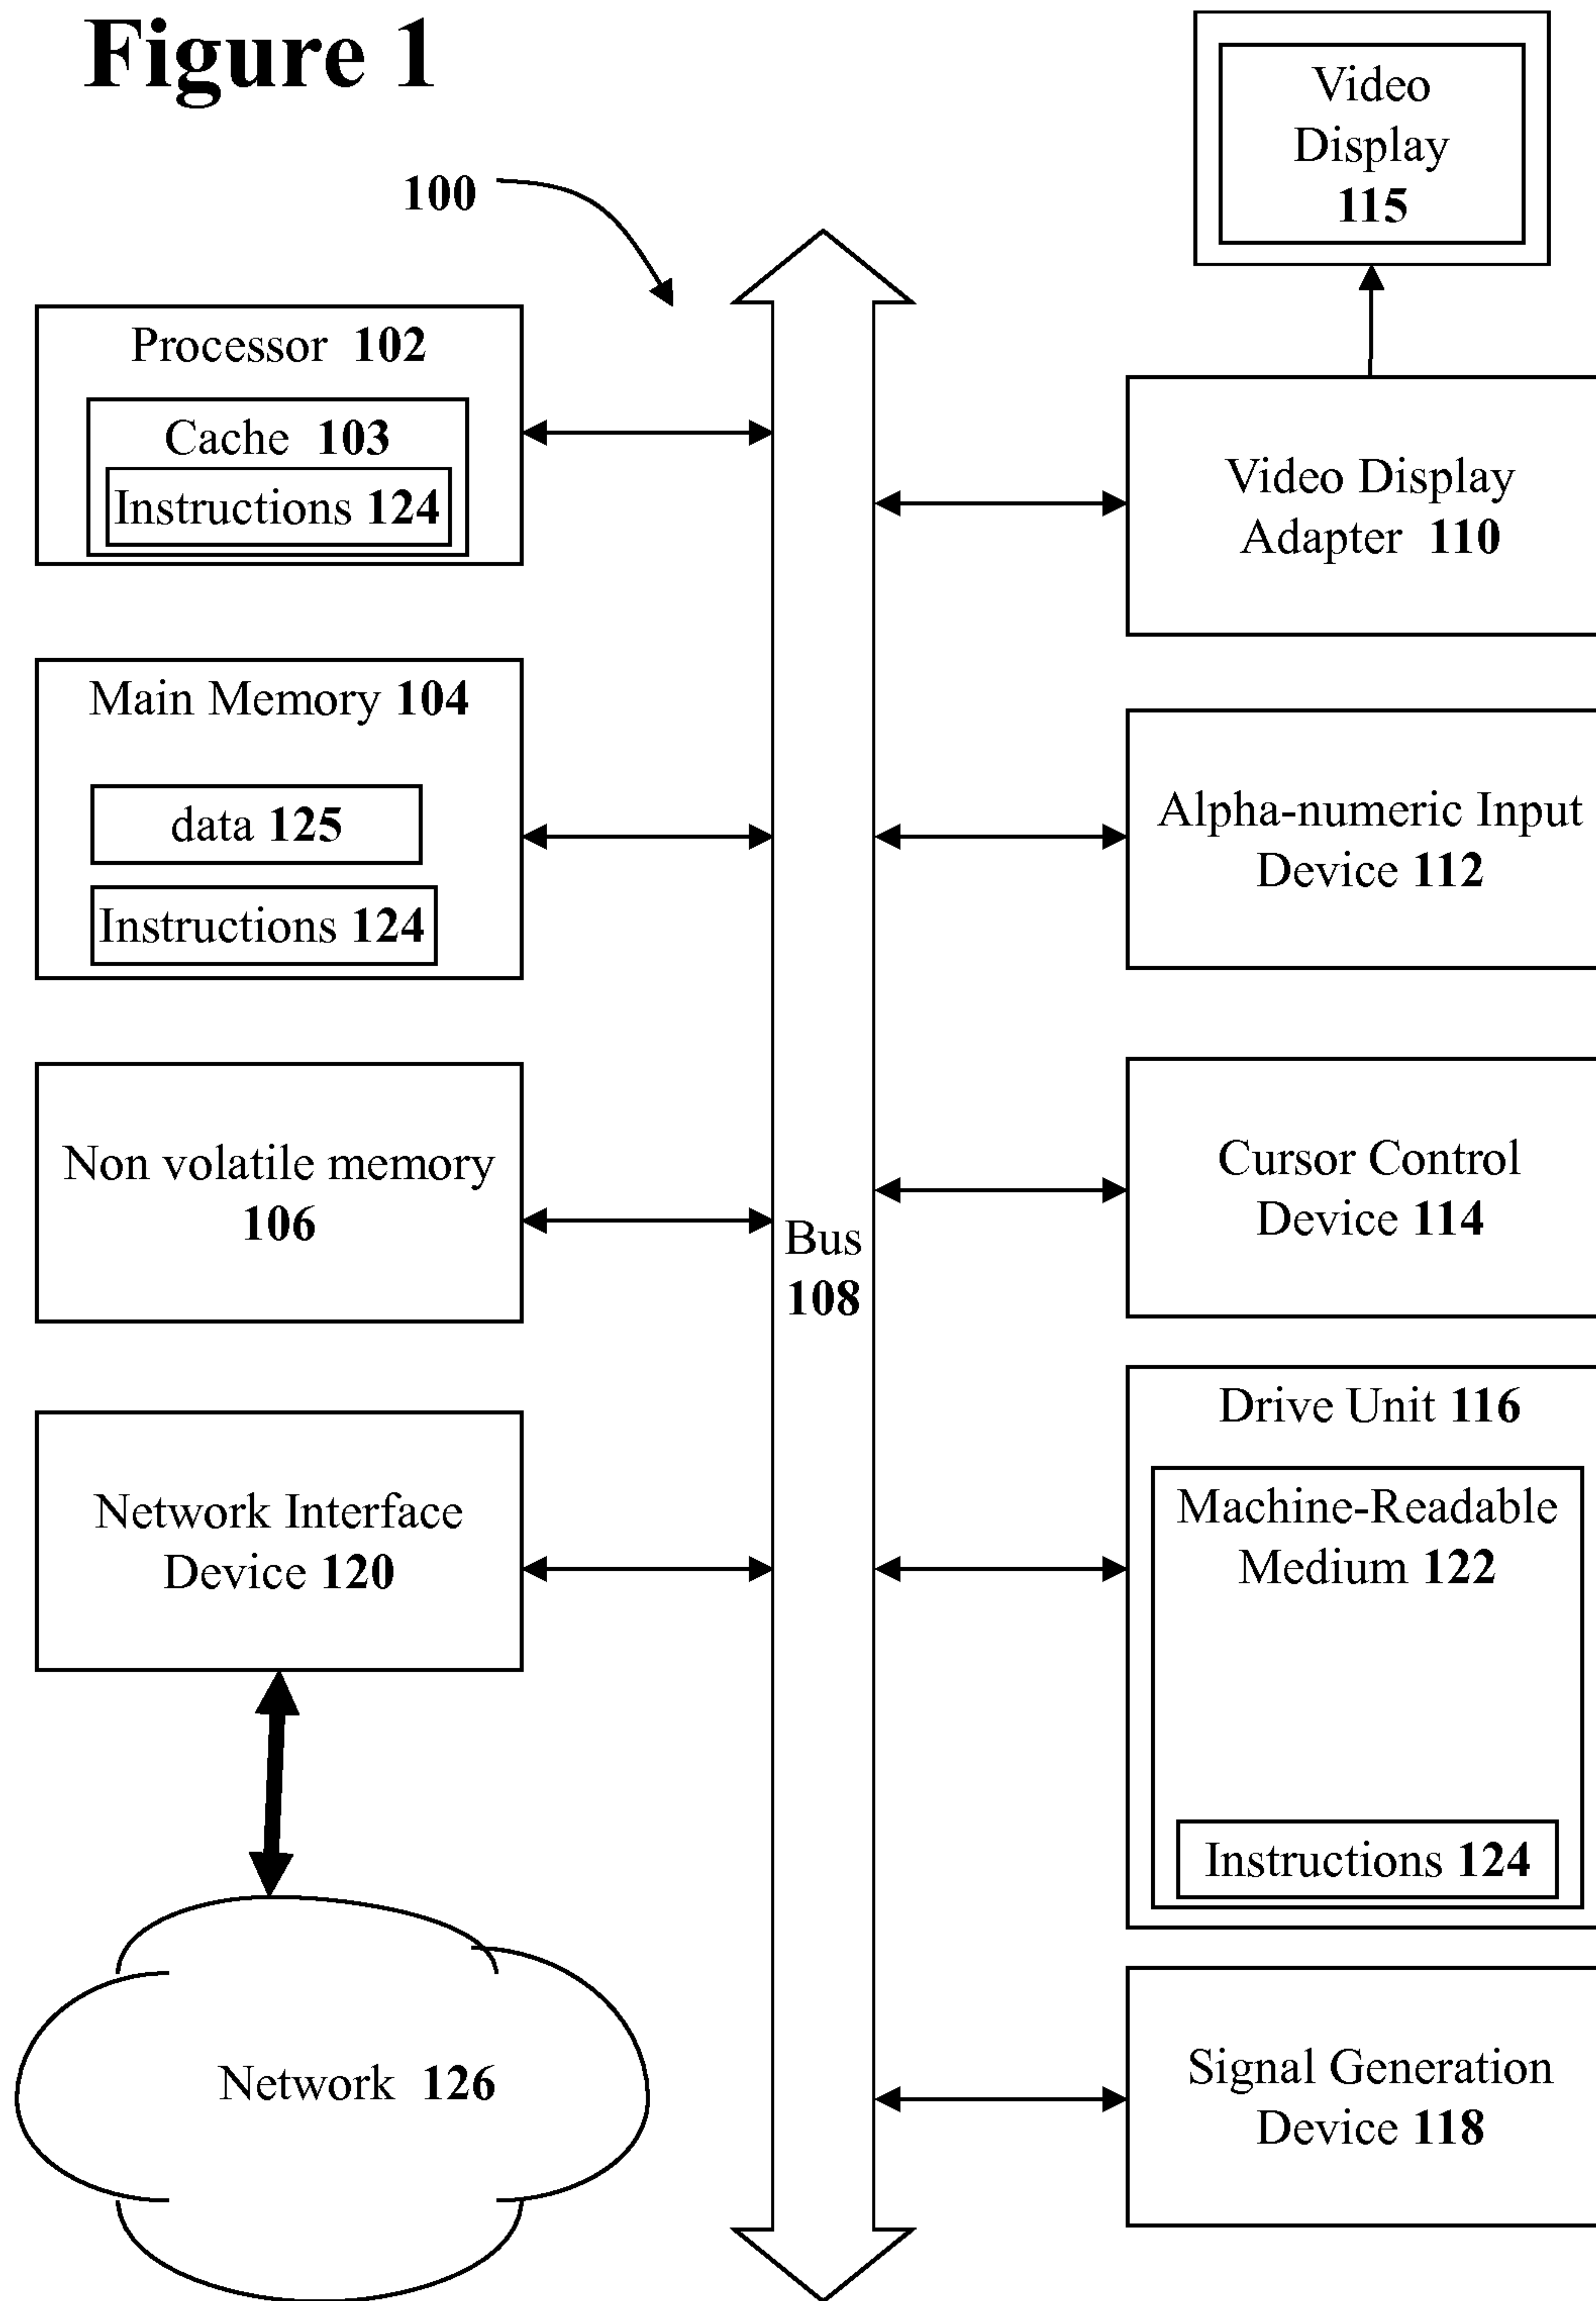 Figure 1
100
Video
Display
115
Processor 102
Cache 103
Instructions 124
Video Display
Adapter 110
Main Memory 104
data 125
Instructions 124
Alpha-numeric Input
Device 112
Non volatile memory
106
Bus
108
Cursor Control
Device 114
Network Interface
Device 120
Drive Unit 116
Machine-Readable
Medium 122
Instructions 124
Network 126
Signal Generation
Device 118